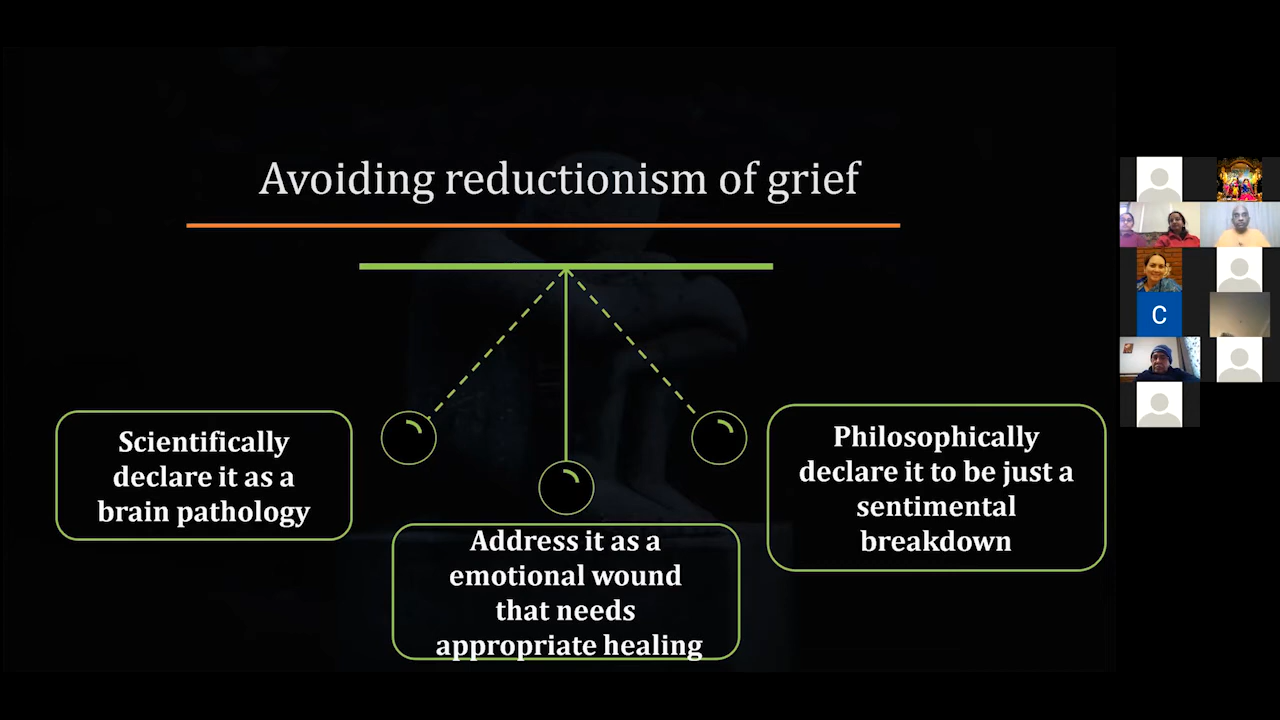 Avoiding reductionism of grief
Scientifically
declare it as a
brain pathology
Address it as a
emotional wound
that needs
appropriate healing
Philosophically
declare it to be just a
sentimental
breakdown
C